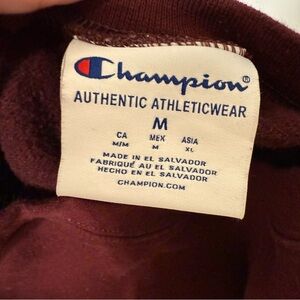 Champion®
AUTHENTIC ATHLETICWEAR
M
CA MEX ASIA
M/M M XL
MADE IN EL SALVADOR
FABRIQUÉ AU EL SALVADOR
HECHO EN EL SALVADOR
CHAMPION.COM